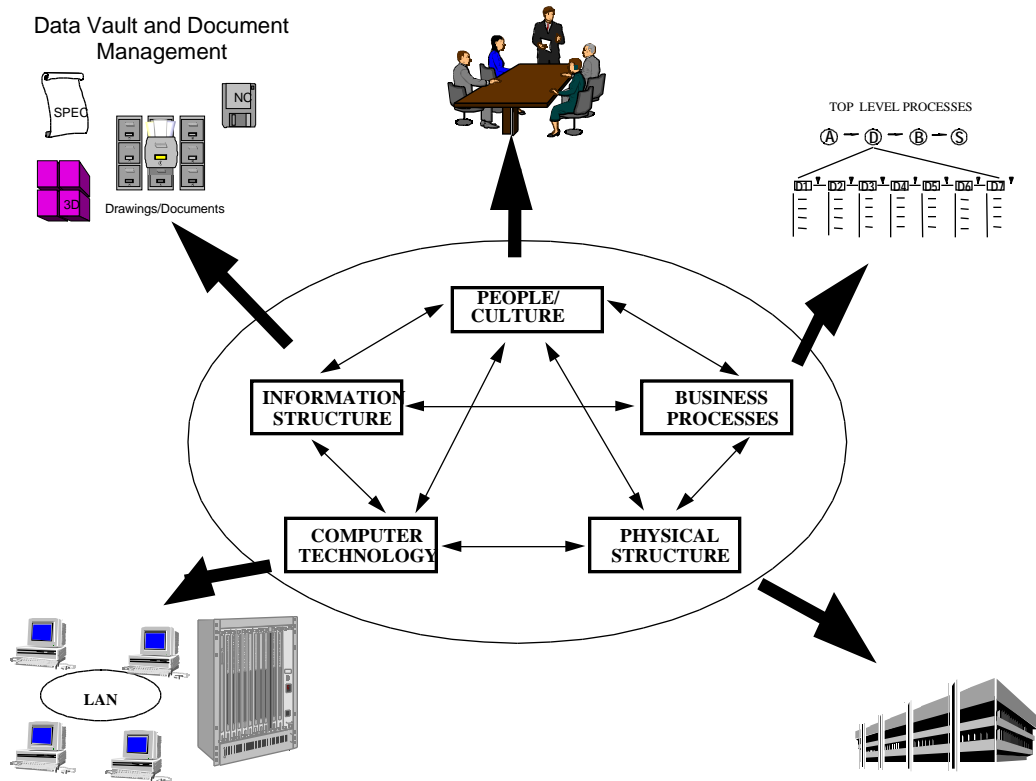 Data Vault and Document
Management
SPEC
NC
3D
Drawings/Documents
TOP LEVEL PROCESSES
A D B S
D1 D2 D3 D4 D5 D6 D7
PEOPLE/
CULTURE
INFORMATION
STRUCTURE
BUSINESS
PROCESSES
COMPUTER
TECHNOLOGY
PHYSICAL
STRUCTURE
LAN